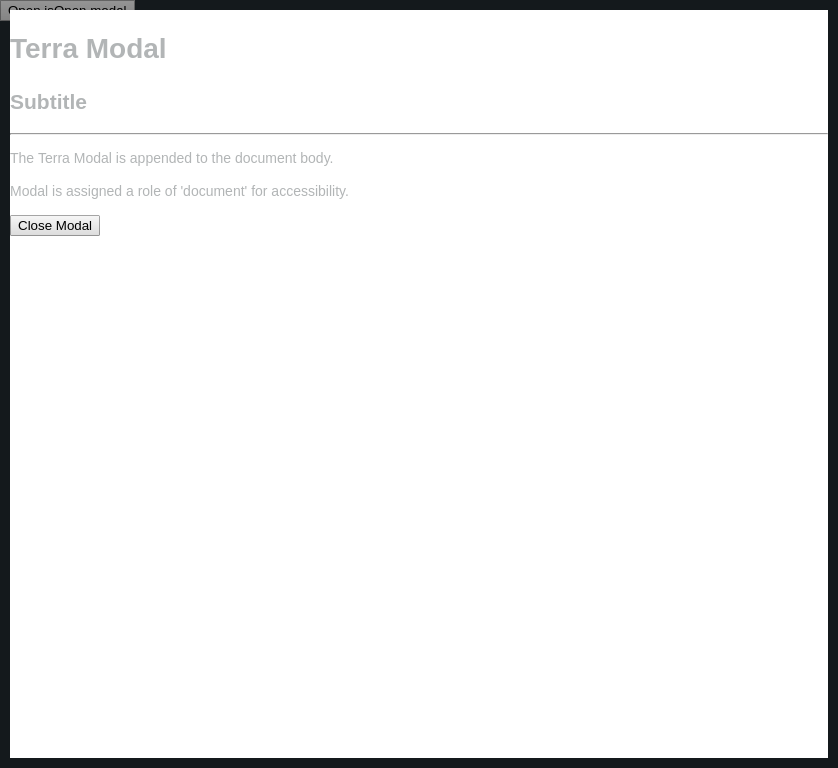 Open isOpen modal
Terra Modal
Subtitle
The Terra Modal is appended to the document body.
Modal is assigned a role of 'document' for accessibility.
Close Modal